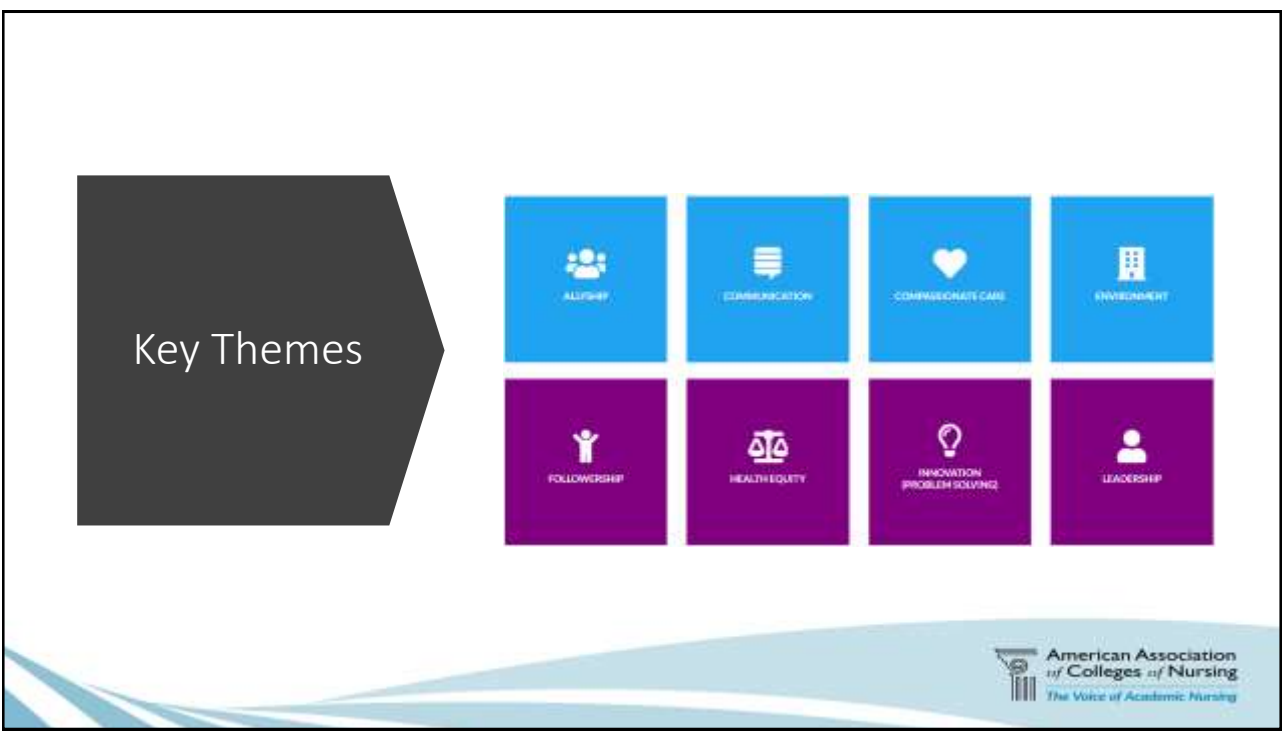 Key Themes
ALLYSHIP
COMMUNICATION
COMPASSIONATE CARE
ENVIRONMENT
FOLLOWERSHIP
HEALTH EQUITY
INNOVATION
(PROBLEM SOLVING)
LEADERSHIP
American Association
of Colleges of Nursing
The Voice of Academic Nursing